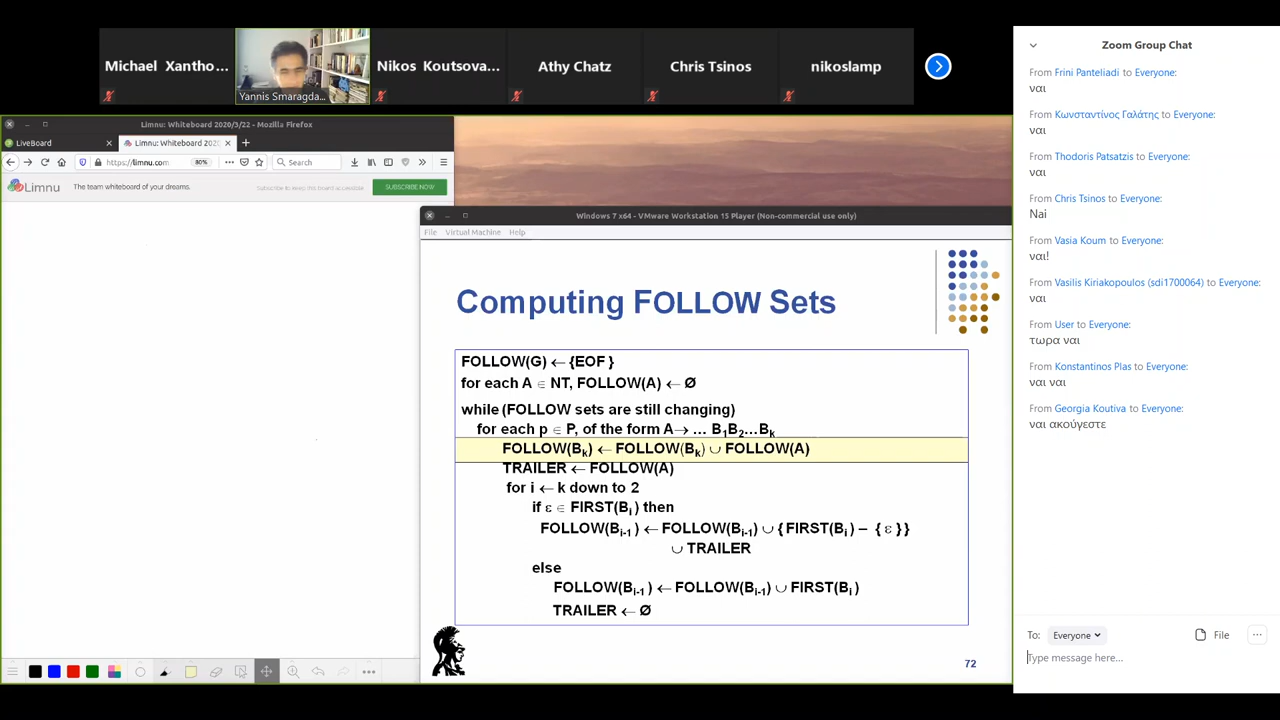 Michael Xantho...
Yannis Smaragda...
Nikos Koutsova...
Athy Chatz
Chris Tsinos
nikoslamp
Limnu: Whiteboard 2020/3/22 - Mozilla Firefox
LiveBoard
Limnu: Whiteboard 202
https://limnu.com
80%
Search
Limnu
The team whiteboard of your dreams.
Subscribe to keep this board accessible.
SUBSCRIBE NOW
Windows 7 x64 - VMware Workstation 15 Player (Non-commercial use only)
File Virtual Machine Help
Computing FOLLOW Sets
FOLLOW(G) ← {EOF }
for each A ∈ NT, FOLLOW(A) ← Ø
while (FOLLOW sets are still changing)
for each p ∈ P, of the form A→ … B1B2…Bk
FOLLOW(Bk) ← FOLLOW(Bk) ∪ FOLLOW(A)
TRAILER ← FOLLOW(A)
for i ← k down to 2
if ε ∈ FIRST(Bi ) then
FOLLOW(Bi-1 ) ← FOLLOW(Bi-1) ∪ {FIRST(Bi ) – { ε }}
∪ TRAILER
else
FOLLOW(Bi-1 ) ← FOLLOW(Bi-1) ∪ FIRST(Bi )
TRAILER ← Ø
72
Zoom Group Chat
From Frini Panteliadi to Everyone:
ναι
From Κωνσταντίνος Γαλάτης to Everyone:
ναι
From Thodoris Patsatzis to Everyone:
ναι
From Chris Tsinos to Everyone:
Nai
From Vasia Koum to Everyone:
ναι!
From Vasilis Kiriakopoulos (sdi1700064) to Everyone:
ναι
From User to Everyone:
τωρα ναι
From Konstantinos Plas to Everyone:
ναι ναι
From Georgia Koutiva to Everyone:
ναι ακούγεστε
To: Everyone
File
Type message here...